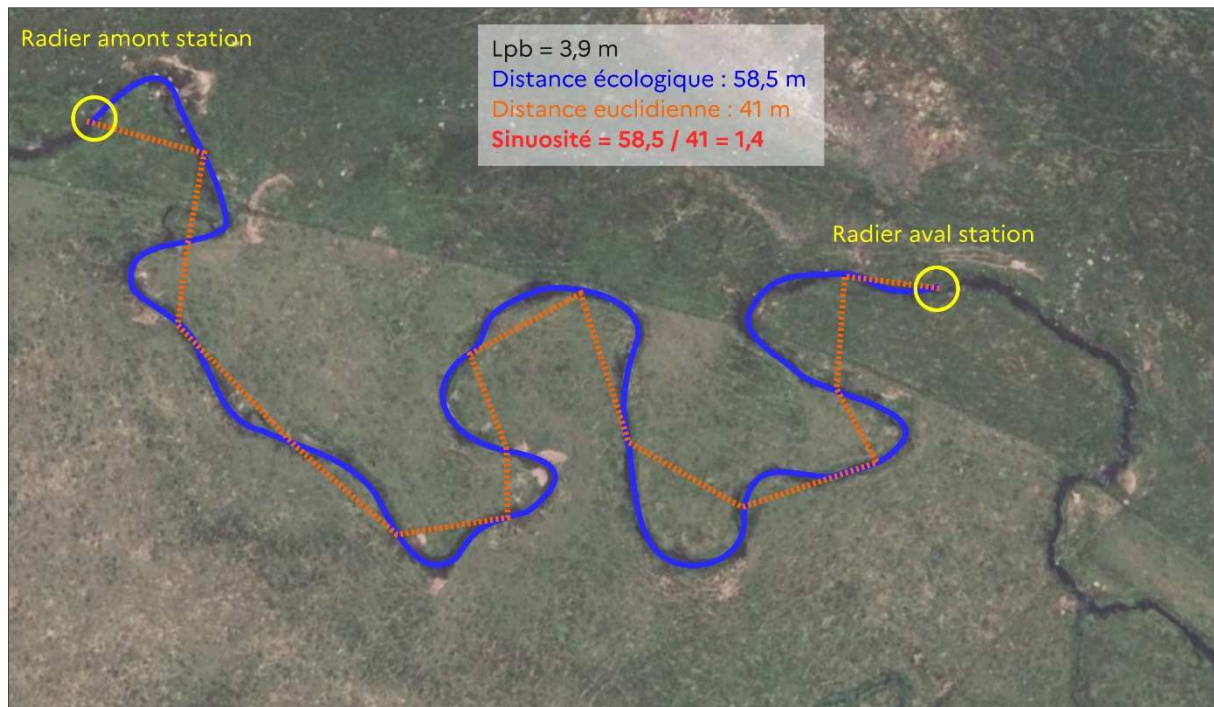 Radier amont station
Lpb = 3,9 m
Distance écologique : 58,5 m
Distance euclidienne : 41 m
Sinuosité = 58,5 / 41 = 1,4
Radier aval station